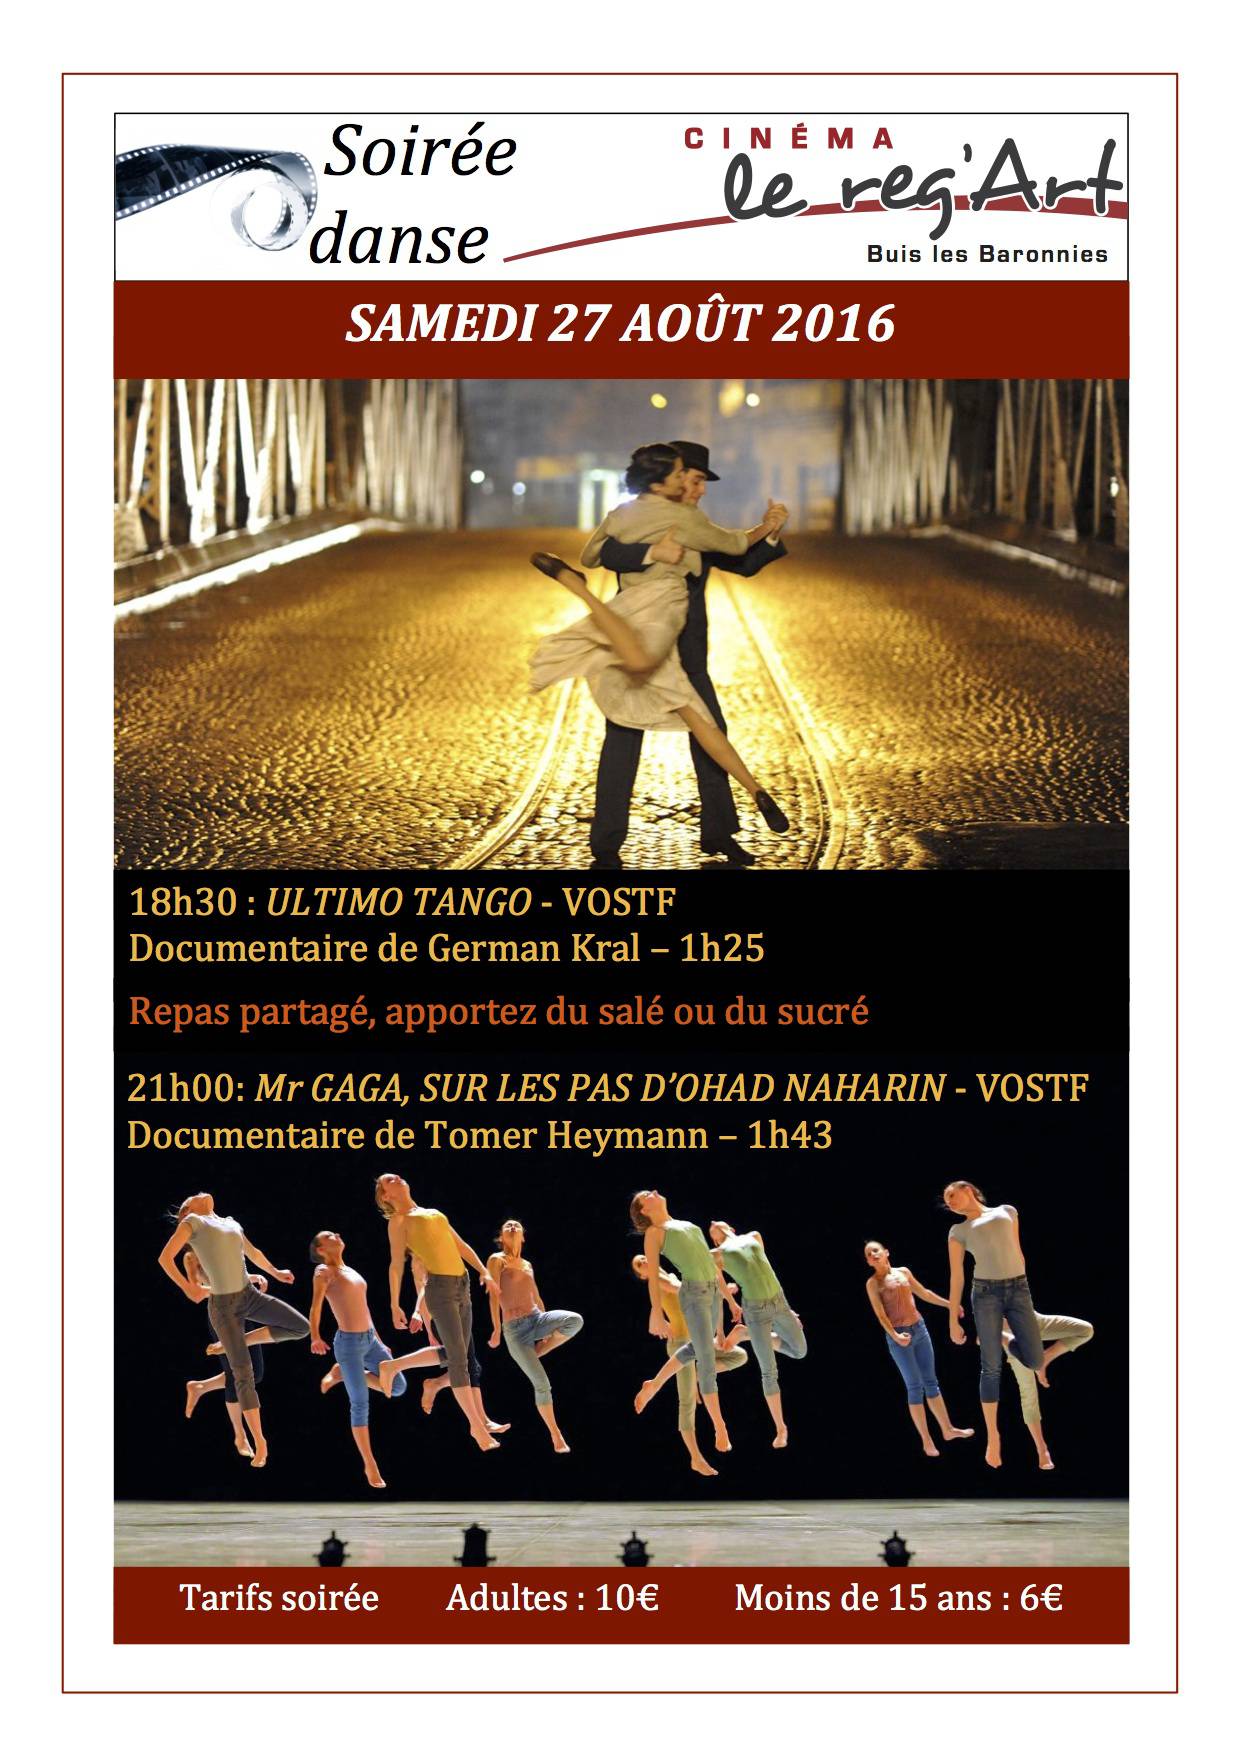 Soirée
danse
CINÉMA
le reg'Art
Buis les Baronnies
SAMEDI 27 AOÛT 2016
18h30 : ULTIMO TANGO - VOSTF
Documentaire de German Kral – 1h25
Repas partagé, apportez du salé ou du sucré
21h00: Mr GAGA, SUR LES PAS D’OHAD NAHARIN - VOSTF
Documentaire de Tomer Heymann – 1h43
Tarifs soirée Adultes : 10€ Moins de 15 ans : 6€